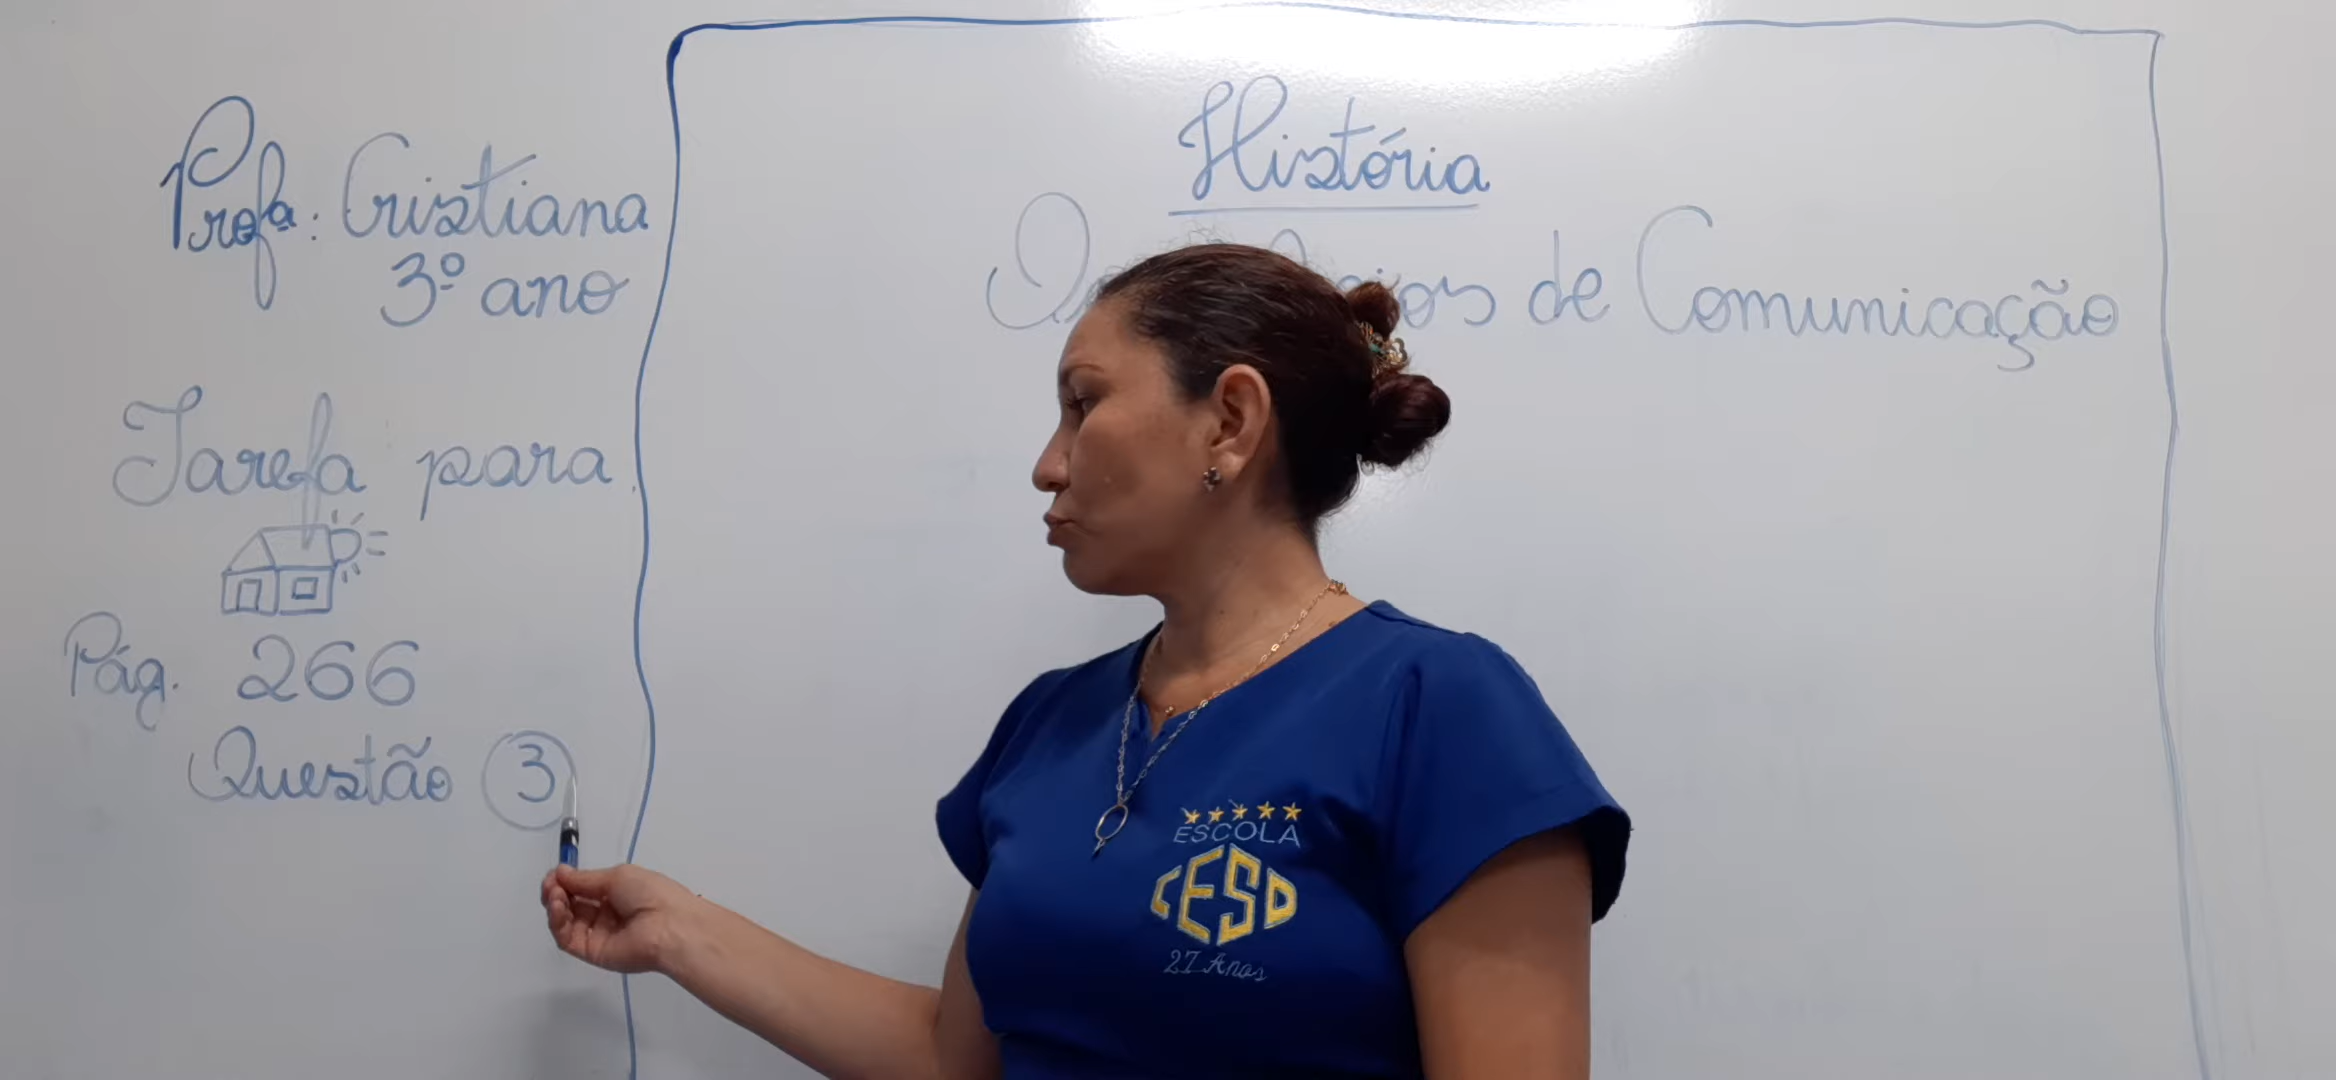 Profª: Cristiana
3º ano
Tarefa para
Pág. 266
Questão 3
História
de Comunicação
ESCOLA
CESD
27 Anos